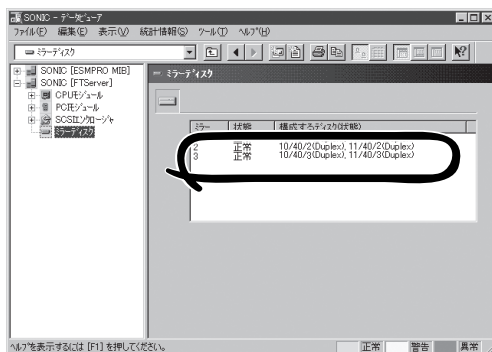 SONIC - データビューア
ファイル(F) 編集(E) 表示(V) 統計情報(S) ツール(T) ヘルプ(H)
ミラーディスク
SONIC [ESMPRO MIB]
SONIC [FTServer]
CPUモジュール
PCIモジュール
SCSIエンクロージャ
ミラーディスク
ミラーディスク
ミラー 状態 構成するディスク(状態)
2 正常 10/40/2(Duplex), 11/40/2(Duplex)
3 正常 10/40/3(Duplex), 11/40/3(Duplex)
ヘルプを表示するには [F1] を押してください。 正常 警告 異常